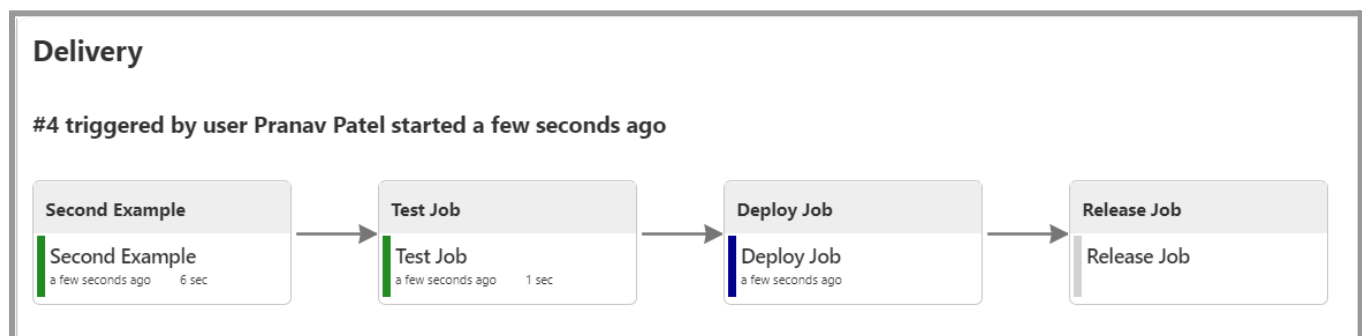 Delivery
#4 triggered by user Pranav Patel started a few seconds ago
Second Example
Second Example
a few seconds ago 6 sec
Test Job
Test Job
a few seconds ago 1 sec
Deploy Job
Deploy Job
a few seconds ago
Release Job
Release Job